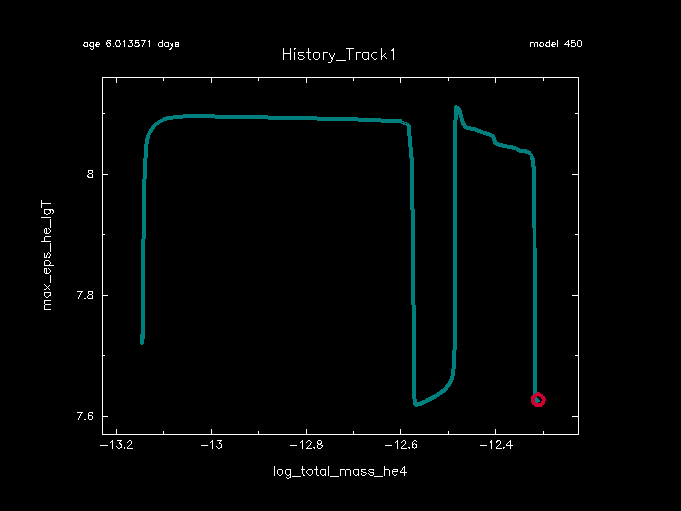 age 6.013571 days
model 450
History_Track1
max_eps_he_lgT
8
7.8
7.6
−13.2
−13
−12.8
−12.6
−12.4
log_total_mass_he4